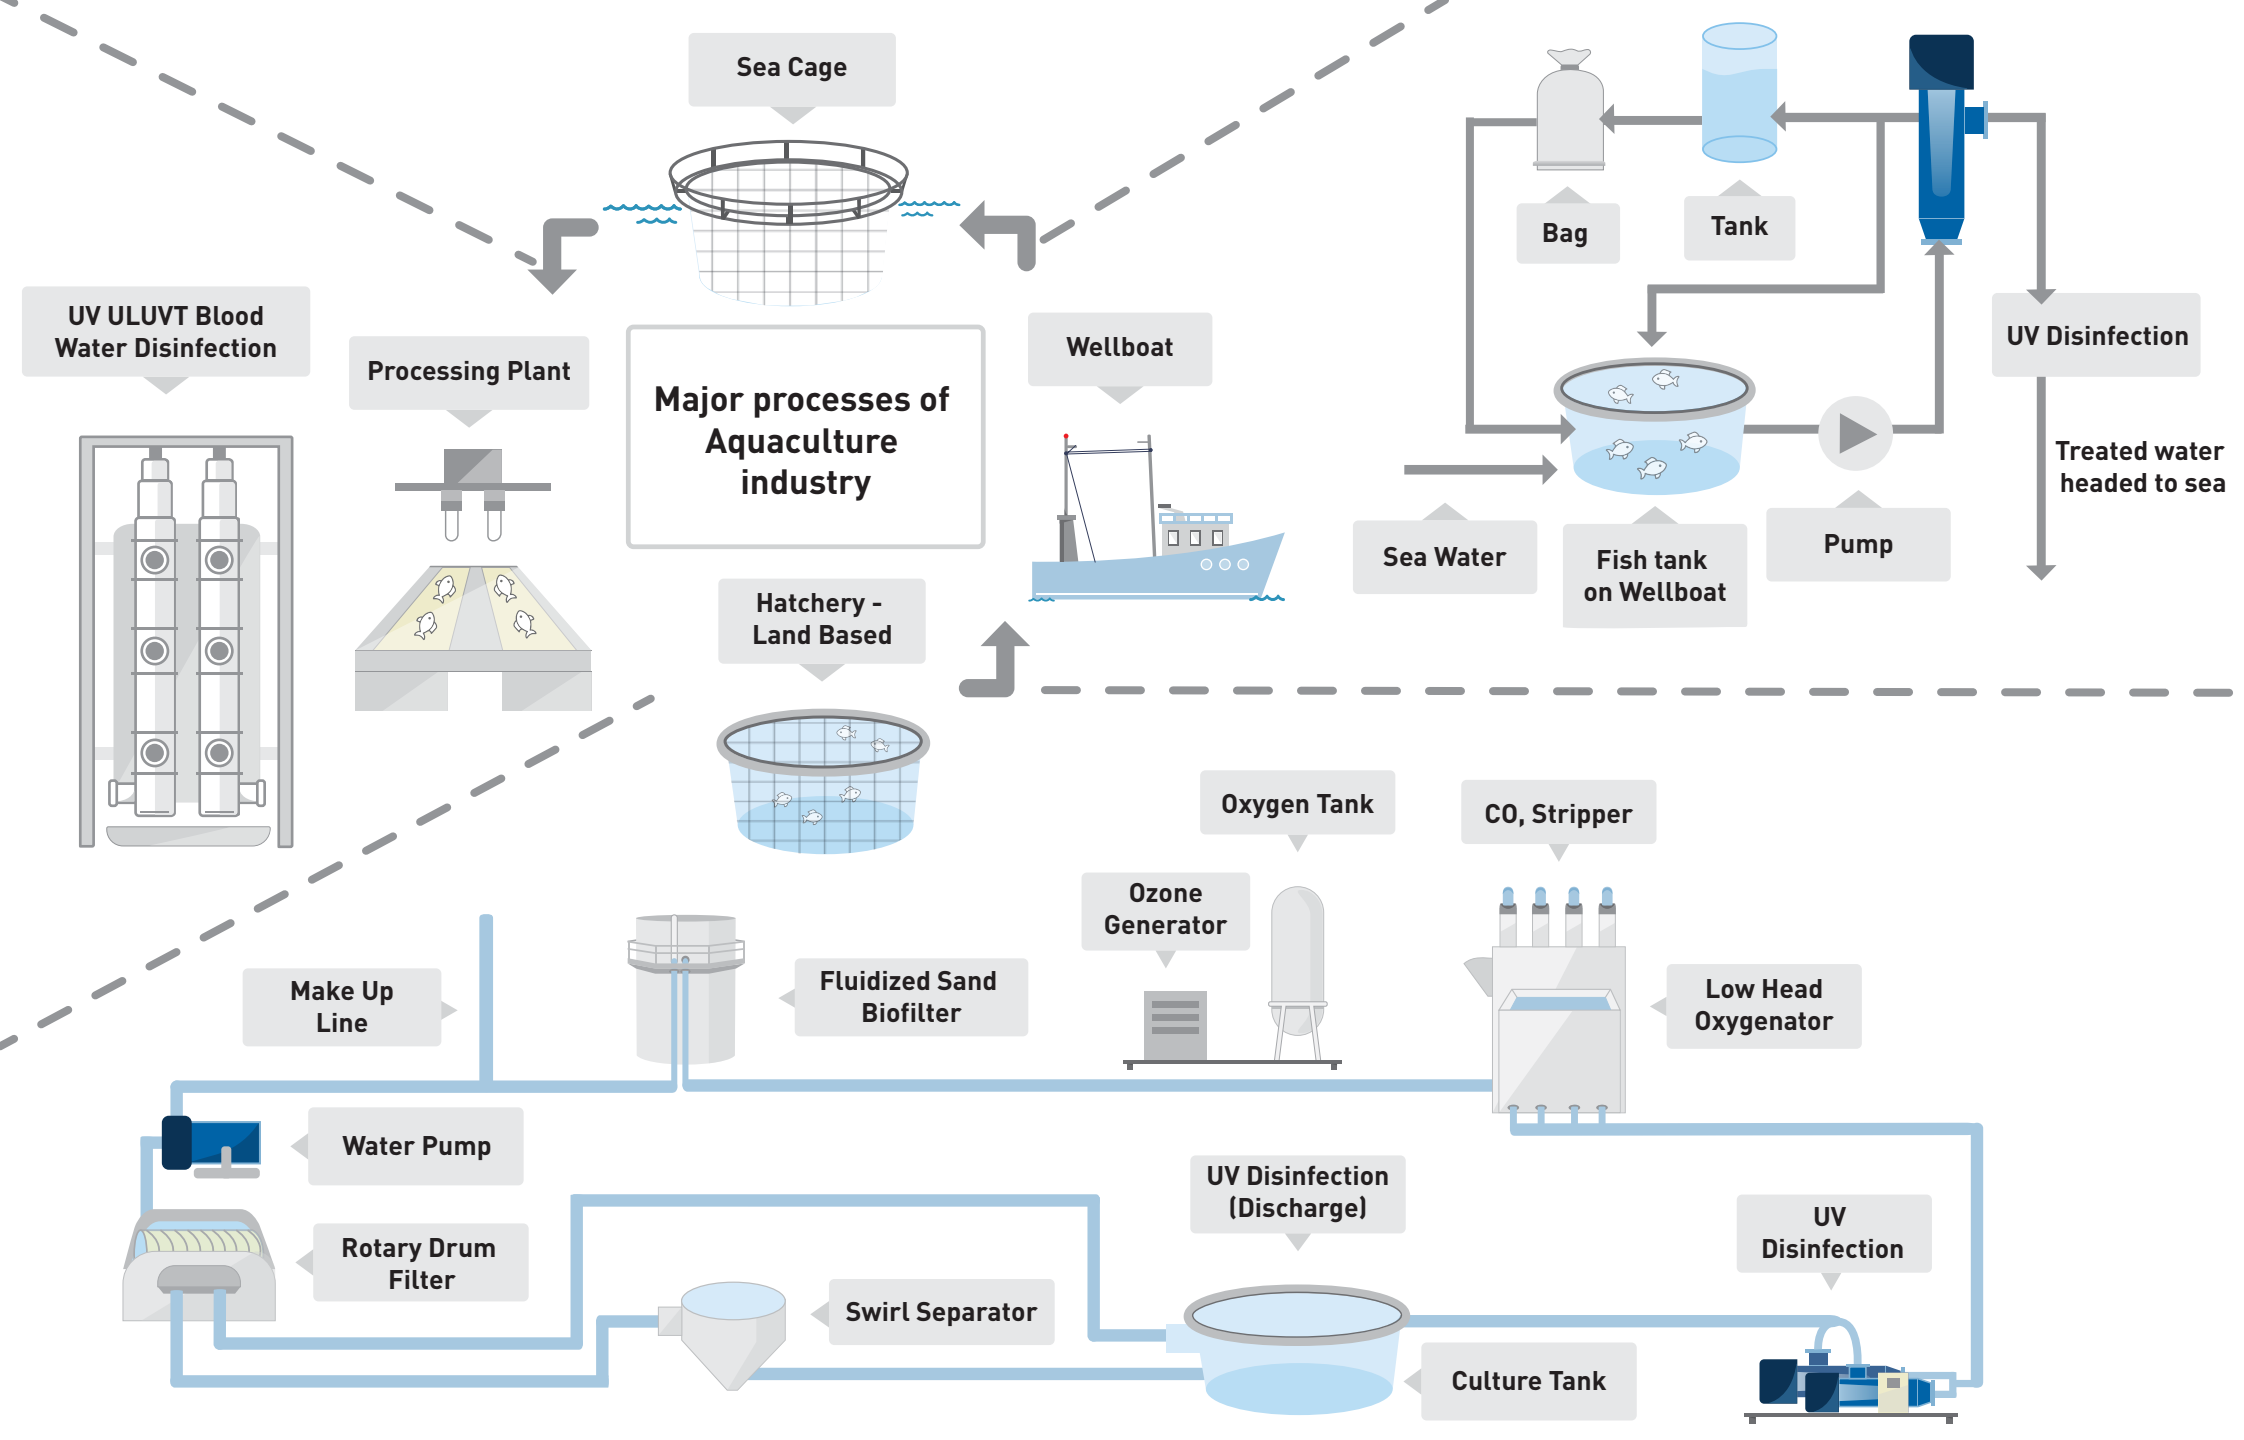 Sea Cage
Bag
Tank
UV ULUVT Blood
Water Disinfection
Processing Plant
Major processes of
Aquaculture
industry
Wellboat
UV Disinfection
Treated water
headed to sea
Sea Water
Fish tank
on Wellboat
Pump
Hatchery -
Land Based
Oxygen Tank
CO, Stripper
Ozone
Generator
Make Up
Line
Fluidized Sand
Biofilter
Low Head
Oxygenator
Water Pump
UV Disinfection
(Discharge)
Rotary Drum
Filter
UV
Disinfection
Swirl Separator
Culture Tank